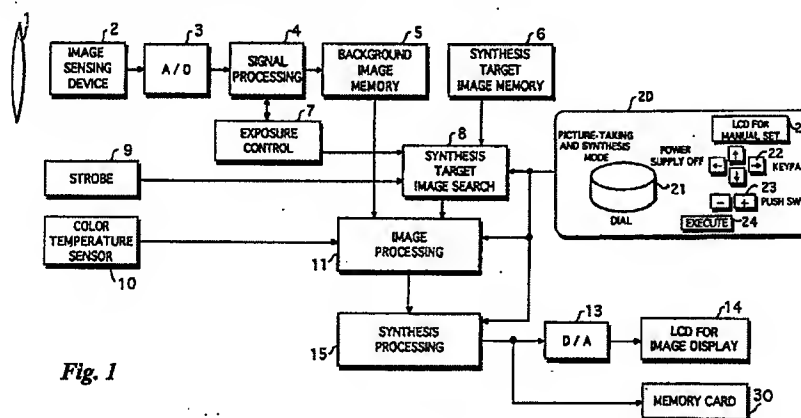 1
2
3
4
5
6
IMAGE
SENSING
DEVICE
A/D
SIGNAL
PROCESSING
BACKGROUND
IMAGE
MEMORY
SYNTHESIS
TARGET
IMAGE MEMORY
7
EXPOSURE
CONTROL
8
SYNTHESIS
TARGET
IMAGE SEARCH
9
STROBE
COLOR
TEMPERATURE
SENSOR
10
IMAGE
PROCESSING
11
SYNTHESIS
PROCESSING
15
13
D/A
14
LCD FOR
IMAGE DISPLAY
MEMORY CARD
30
20
LCD FOR
MANUAL SET
PICTURE-TAKING
AND SYNTHESIS
MODE
POWER
SUPPLY OFF
↑
22
←
→
↓
21
23
−
+
PUSH
DIAL
EXECUTE
24
Fig. 1